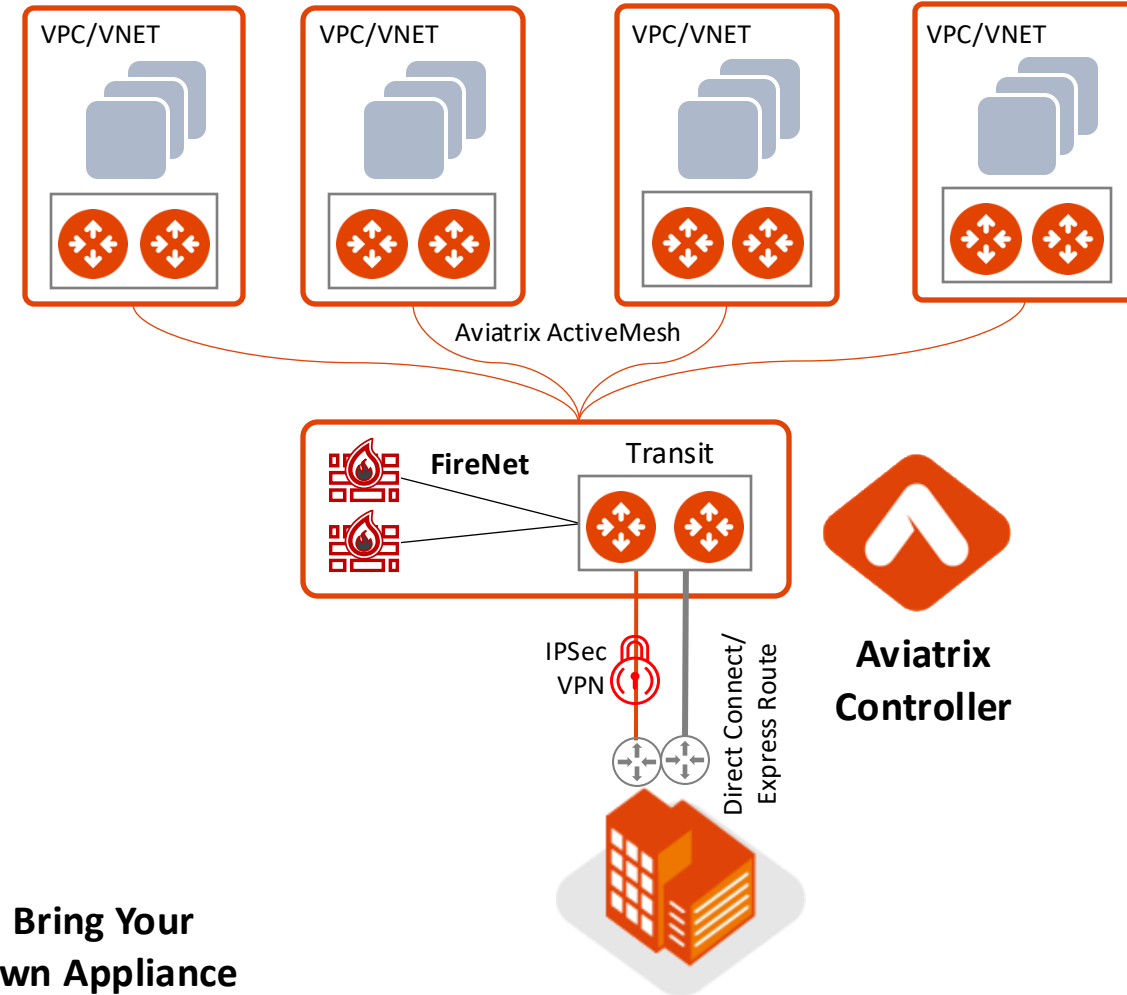 VPC/VNET
VPC/VNET
VPC/VNET
VPC/VNET
Aviatrix ActiveMesh
FireNet
Transit
IPSec
VPN
Direct Connect/
Express Route
Aviatrix
Controller
Bring Your
wn Appliance